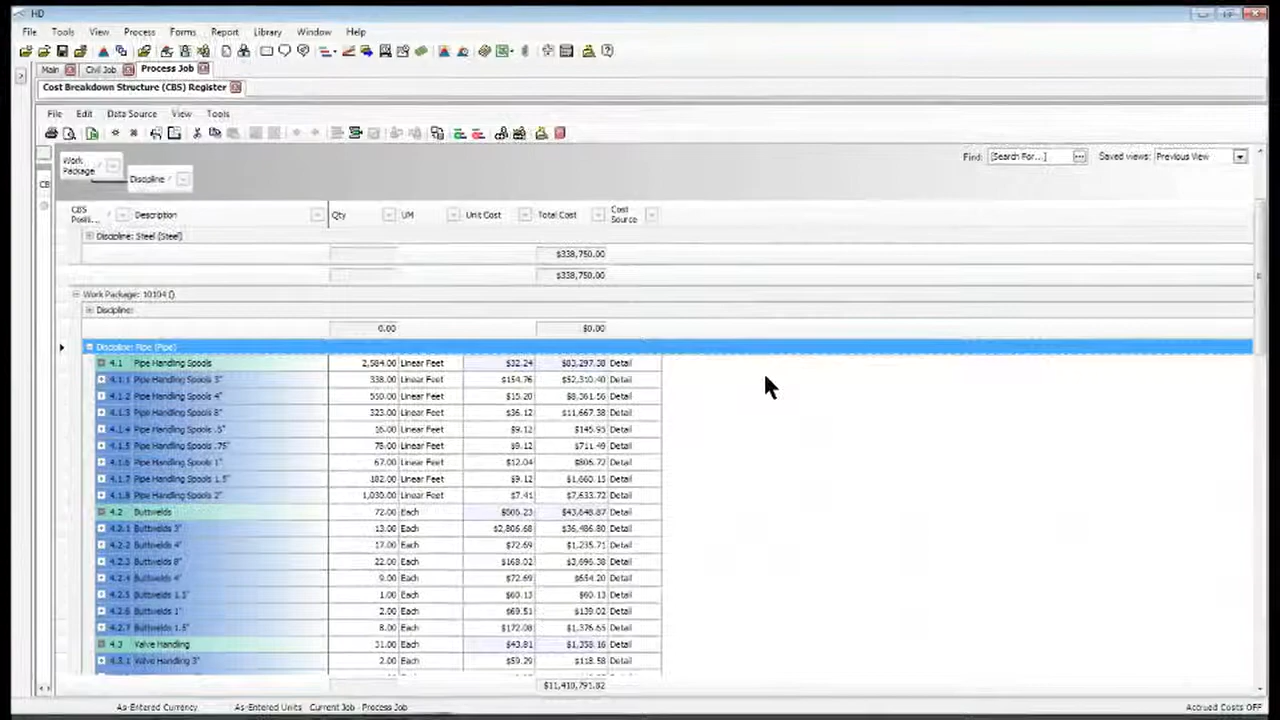 HD
File Tools View Process Forms Report Library Window Help
Main Civil Job Process Job
Cost Breakdown Structure (CBS) Register
File Edit Data Source View Tools
Work Package Discipline Find: [Search For...] Saved views: Previous View
CB
CBS Positi... Description Qty UM Unit Cost Total Cost Cost Source
Discipline: Steel (Steel)
$338,750.00
$338,750.00
Work Package: 10104 ()
Discipline:
0.00 $0.00
Discipline: Pipe (Pipe)
4.1 Pipe Handling Spools 2,584.00 Linear Feet $32.24 $83,297.38 Detail
4.1.1 Pipe Handling Spools 3" 338.00 Linear Feet $154.76 $52,310.40 Detail
4.1.2 Pipe Handling Spools 4" 550.00 Linear Feet $15.20 $8,361.56 Detail
4.1.3 Pipe Handling Spools 8" 323.00 Linear Feet $36.12 $11,667.38 Detail
4.1.4 Pipe Handling Spools .5" 16.00 Linear Feet $9.12 $145.95 Detail
4.1.5 Pipe Handling Spools .75" 78.00 Linear Feet $9.12 $711.49 Detail
4.1.6 Pipe Handling Spools 1" 67.00 Linear Feet $12.04 $806.72 Detail
4.1.7 Pipe Handling Spools 1.5" 182.00 Linear Feet $9.12 $1,660.15 Detail
4.1.8 Pipe Handling Spools 2" 1,030.00 Linear Feet $7.41 $7,633.72 Detail
4.2 Buttwelds 72.00 Each $606.23 $43,648.87 Detail
4.2.1 Buttwelds 3" 13.00 Each $2,806.68 $36,486.80 Detail
4.2.2 Buttwelds 4" 17.00 Each $72.69 $1,235.71 Detail
4.2.3 Buttwelds 8" 22.00 Each $168.02 $3,696.38 Detail
4.2.4 Buttwelds 4" 9.00 Each $72.69 $654.20 Detail
4.2.5 Buttwelds 1.5" 1.00 Each $60.13 $60.13 Detail
4.2.6 Buttwelds 1" 2.00 Each $69.51 $139.02 Detail
4.2.7 Buttwelds 1.5" 8.00 Each $172.08 $1,376.65 Detail
4.3 Valve Handling 31.00 Each $43.81 $1,358.16 Detail
4.3.1 Valve Handling 3" 2.00 Each $59.29 $118.58 Detail
$11,410,791.82
As-Entered Currency As-Entered Units Current Job - Process Job Accrued Costs OFF